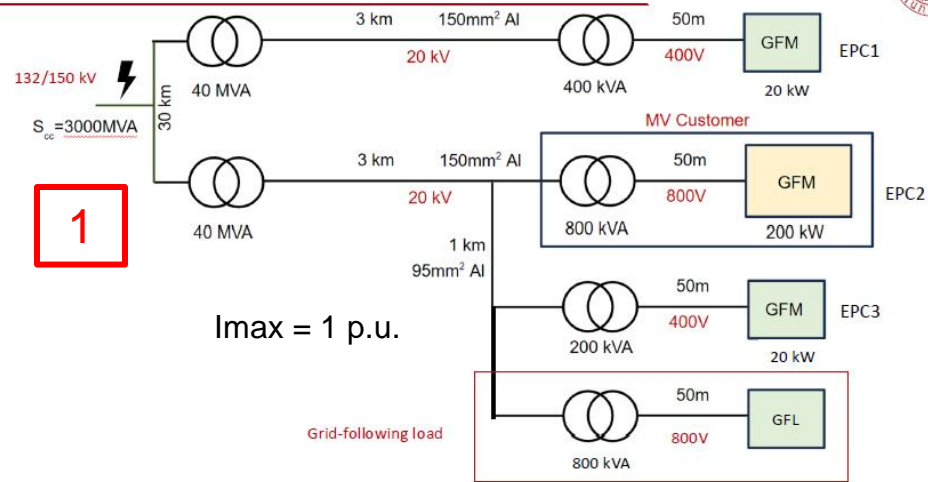 3 km 150mm² Al 50m
20 kV 400V
GFM EPC1
132/150 kV
40 MVA 400 kVA 20 kW
30 km
S_cc=3000MVA
MV Customer
3 km 150mm² Al 50m
20 kV 800V
GFM EPC2
1
40 MVA 800 kVA 200 kW
1 km
95mm² Al
50m
Imax = 1 p.u.
400V
GFM EPC3
200 kVA 20 kW
50m
Grid-following load
800V
GFL
800 kVA